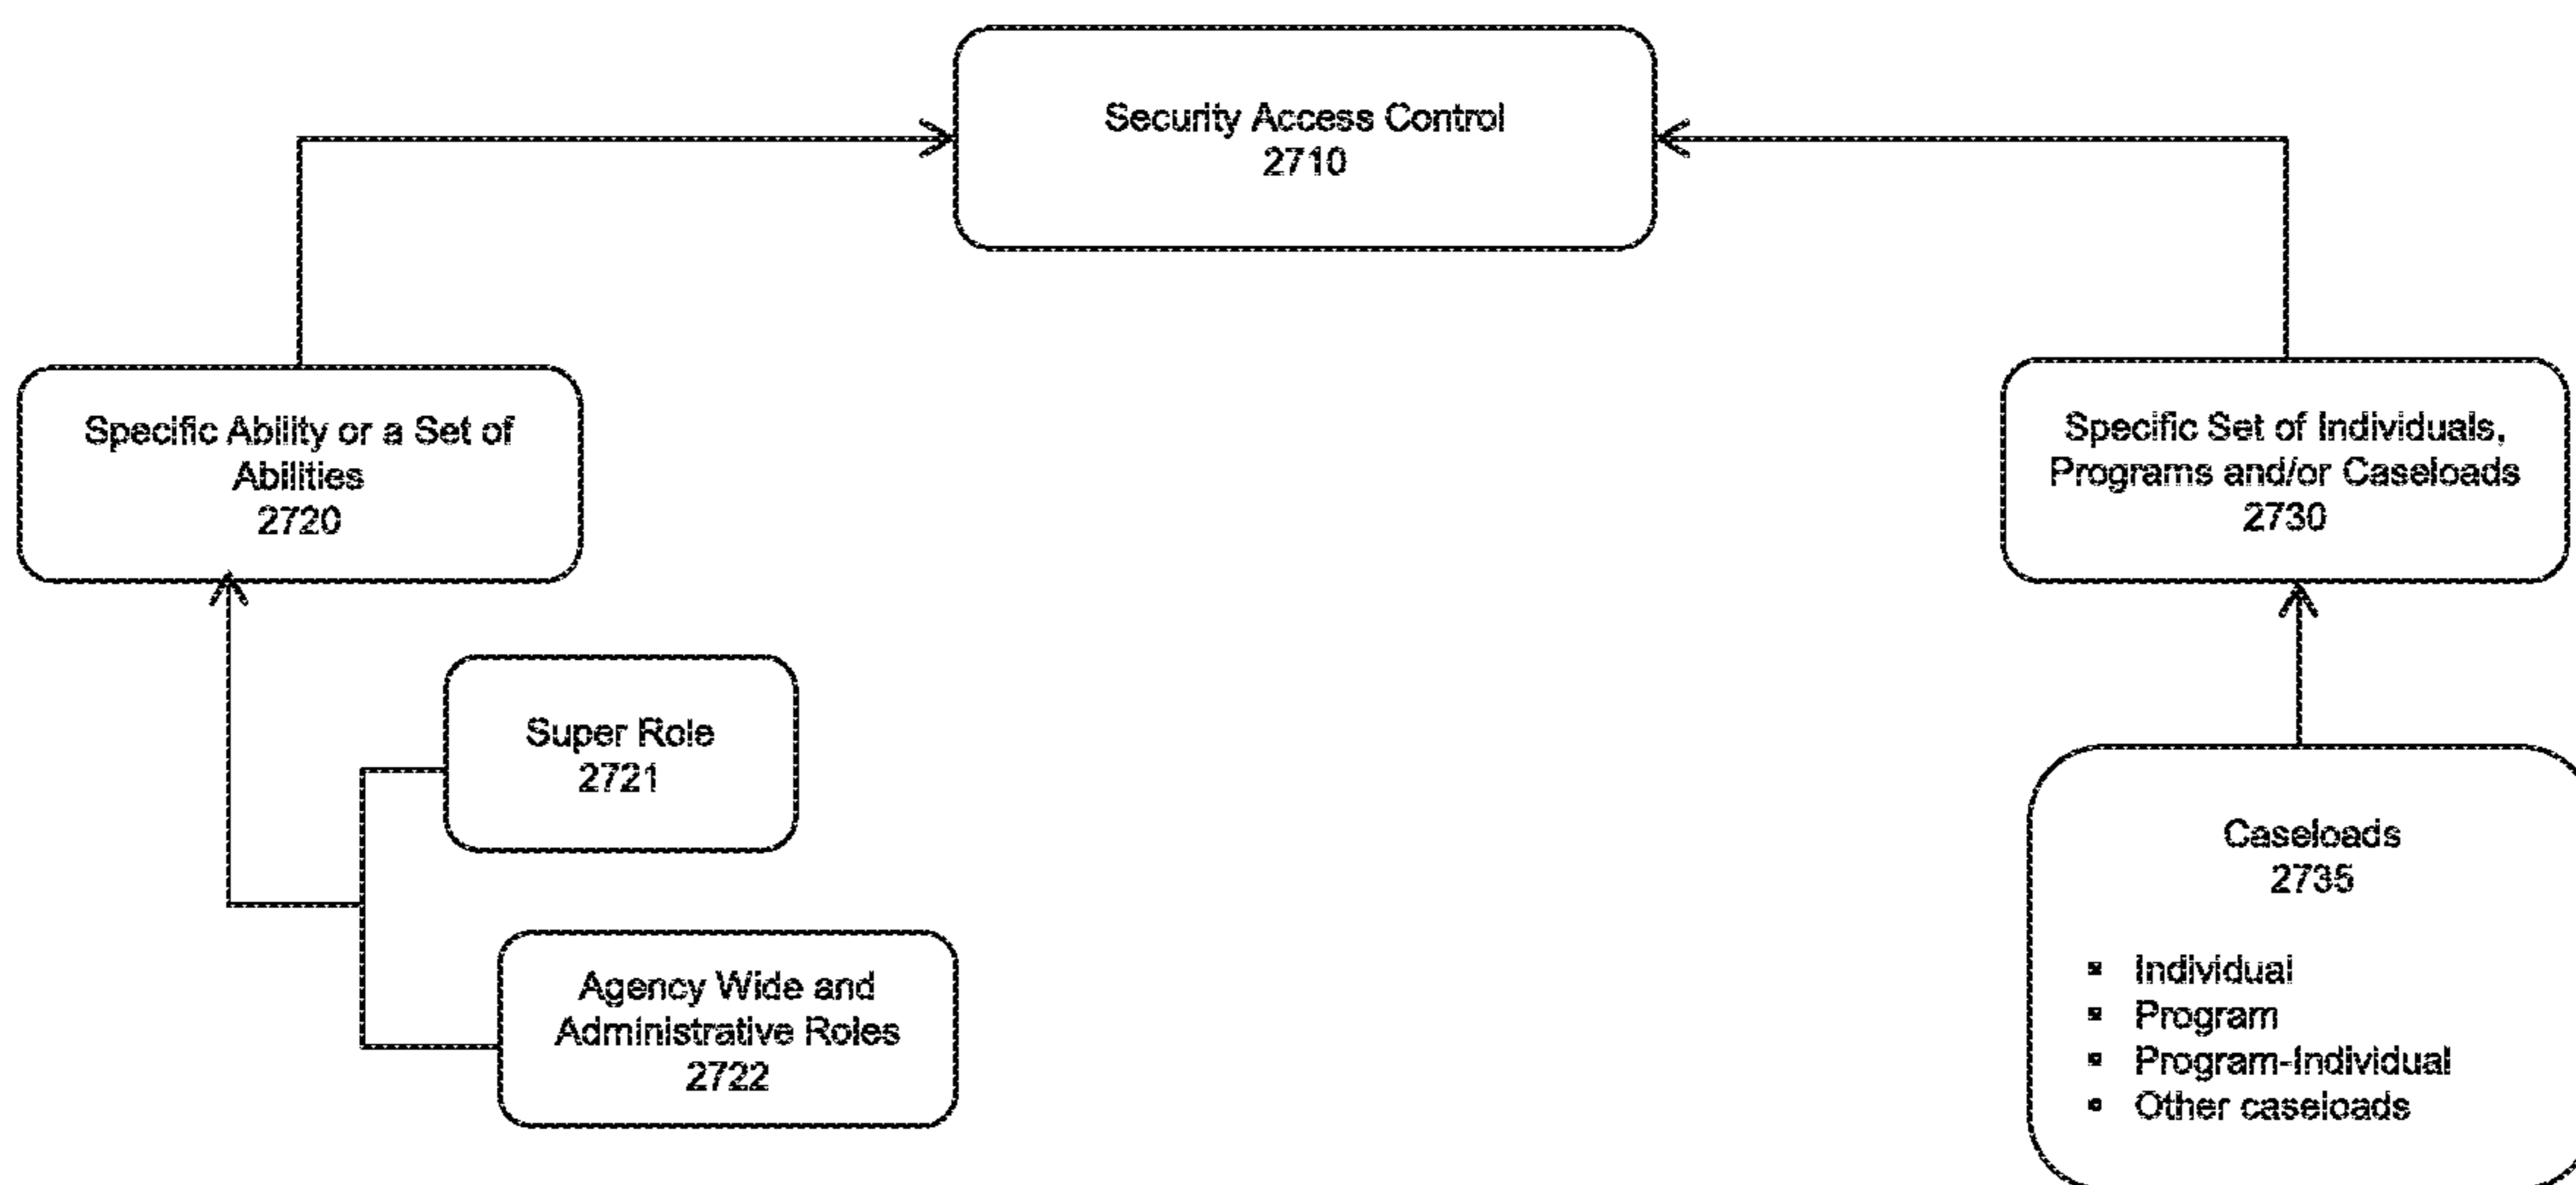 Security Access Control
2710
Specific Ability or a Set of
Abilities
2720
Specific Set of Individuals,
Programs and/or Caseloads
2730
Super Role
2721
Agency Wide and
Administrative Roles
2722
Caseloads
2735
▪ Individual
▪ Program
▪ Program-Individual
• Other caseloads